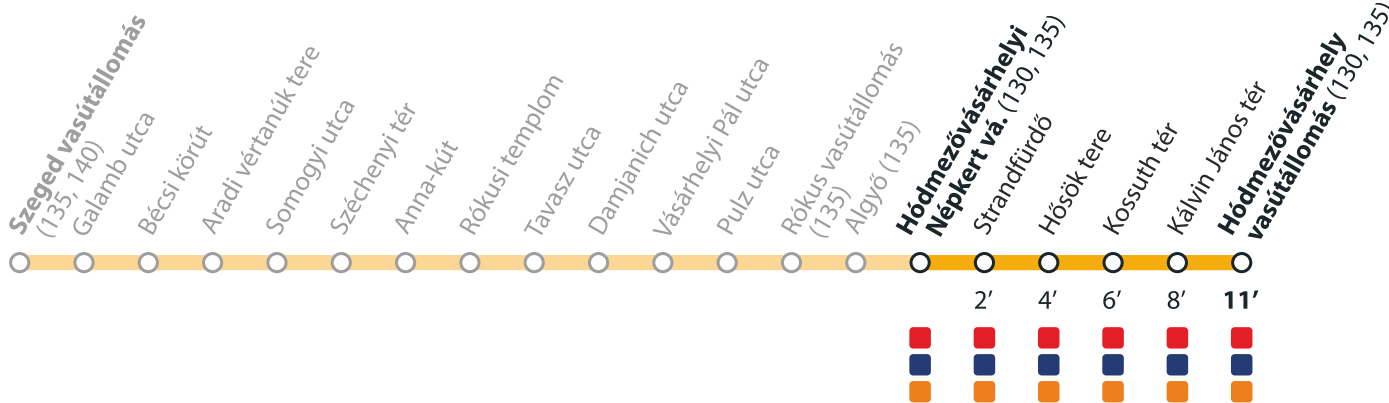 Szeged vasútállomás
(135, 140)
Galamb utca
Bécsi körút
Aradi vértanúk tere
Somogyi utca
Széchenyi tér
Anna-kút
Rókusi templom
Tavasz utca
Damjanich utca
Vásárhelyi Pál utca
Pulz utca
Rókus vasútállomás
(135)
Algyő (135)
Hódmezővásárhelyi
Népkert vá. (130, 135)
Strandfürdő
Hősök tere
Kossuth tér
Kálvin János tér
Hódmezővásárhely
vasútállomás (130, 135)
2’ 4’ 6’ 8’ 11’